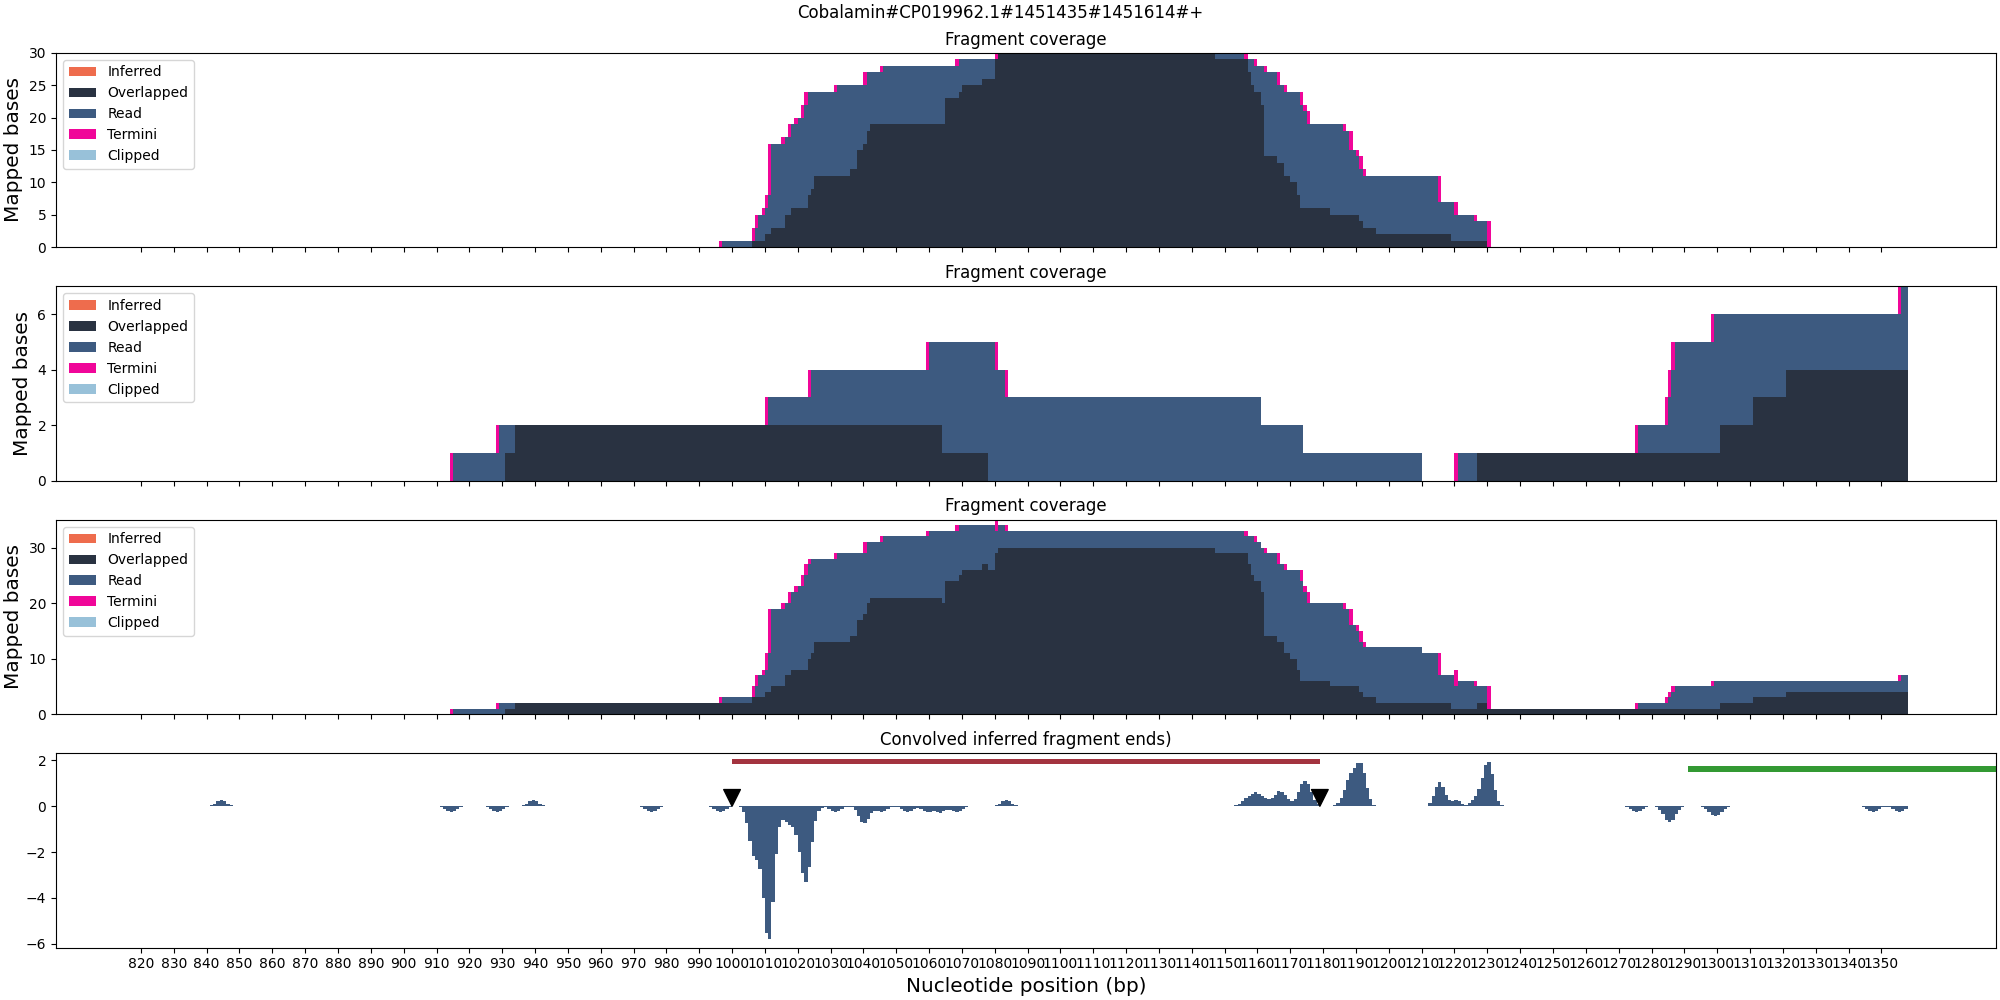 Cobalamin#CP019962.1#1451435#1451614#+
Fragment coverage
Mapped bases
30
25
20
15
10
5
0
Inferred
Overlapped
Read
Termini
Clipped
Fragment coverage
Mapped bases
6
4
2
0
Inferred
Overlapped
Read
Termini
Clipped
Fragment coverage
Mapped bases
30
20
10
0
Inferred
Overlapped
Read
Termini
Clipped
Convolved inferred fragment ends)
2
0
−2
−4
−6
820 830 840 850 860 870 880 890 900 910 920 930 940 950 960 970 980 990 1000 1010 1020 1030 1040 1050 1060 1070 1080 1090 1100 1110 1120 1130 1140 1150 1160 1170 1180 1190 1200 1210 1220 1230 1240 1250 1260 1270 1280 1290 1300 1310 1320 1330 1340 1350
Nucleotide position (bp)